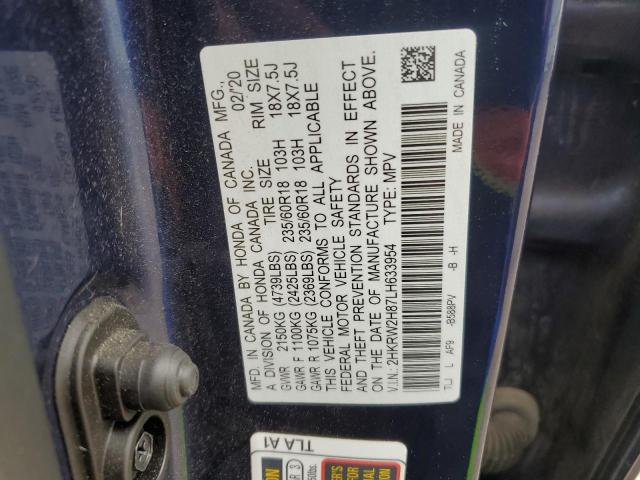 MFD. IN CANADA BY HONDA OF CANADA MFG.,
A DIVISION OF HONDA CANADA INC. 02/'20
TIRE SIZE RIM SIZE
GVWR 2150KG (4739LBS)
GAWR F 1100KG (2425LBS) 235/60R18 103H 18X7.5J
GAWR R 1075KG (2369LBS) 235/60R18 103H 18X7.5J
THIS VEHICLE CONFORMS TO ALL APPLICABLE
FEDERAL MOTOR VEHICLE SAFETY
AND THEFT PREVENTION STANDARDS IN EFFECT
ON THE DATE OF MANUFACTURE SHOWN ABOVE.
V.I.N.: 2HKRW2H87LH633954 TYPE: MPV
TLJ L AF9 -B588PV -B -H
MADE IN CANADA
TLA A1